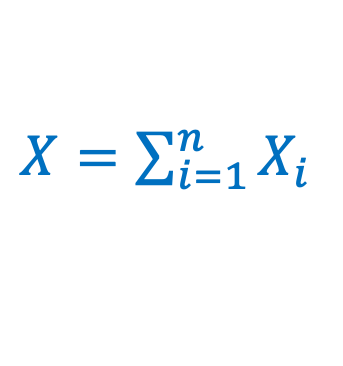 X = ∑ⁿᵢ₌₁ Xᵢ